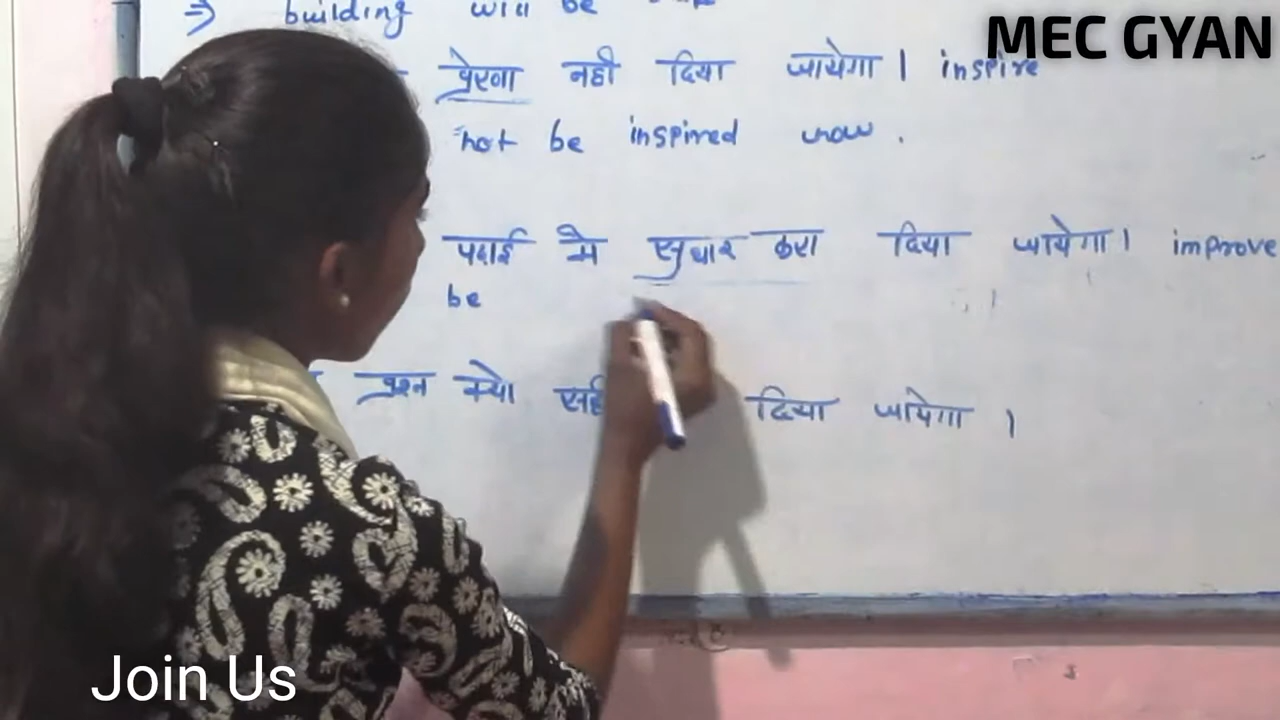 ⇒ building will be
MEC GYAN
प्रेरणा नही दिया जायेगा | inspire
not be inspired now .
पढाई मे सुधार करा दिया जायेगा | improve
be
प्रश्न क्यो दिया जायेगा |
Join Us